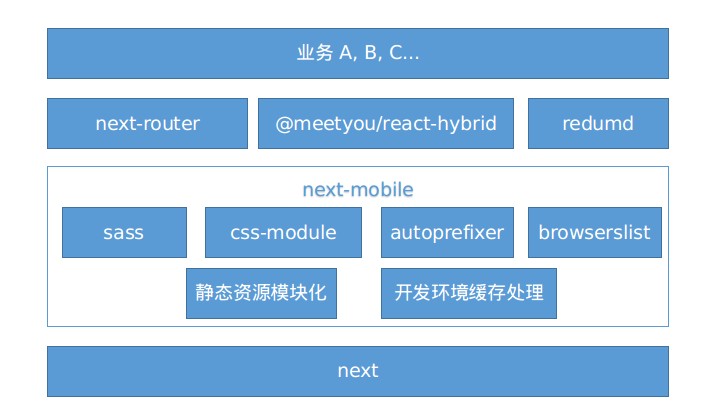 业务 A, B, C...
next-router
@meetyou/react-hybrid
redumd
next-mobile
sass
css-module
autoprefixer
browserslist
静态资源模块化
开发环境缓存处理
next